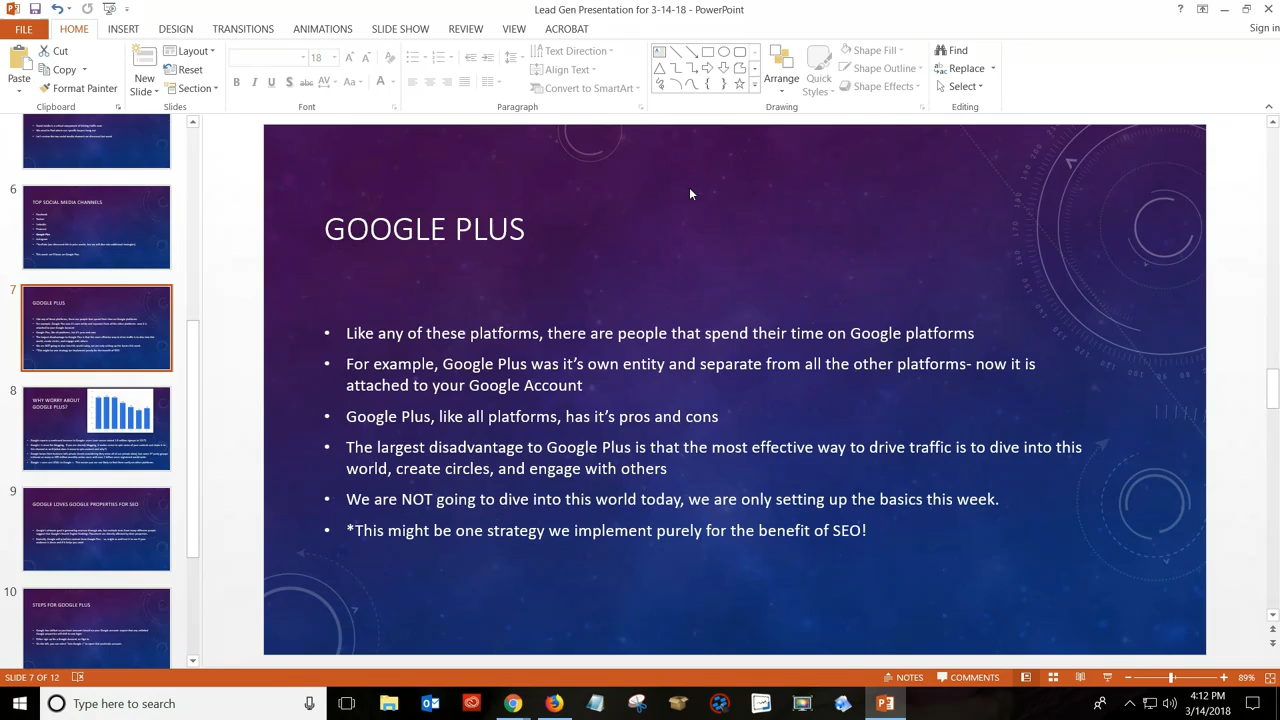 Lead Gen Presentation for 3-14-18 - PowerPoint
Sign in
FILE HOME INSERT DESIGN TRANSITIONS ANIMATIONS SLIDE SHOW REVIEW VIEW ACROBAT
Paste
Cut
Copy
Format Painter
Clipboard
New
Slide
Layout
Reset
Section
Slides
18
Font
Text Direction
Align Text
Convert to SmartArt
Paragraph
Arrange
Quick
Styles
Shape Fill
Shape Outline
Shape Effects
Drawing
Find
Replace
Select
Editing
6
TOP SOCIAL MEDIA CHANNELS
7
GOOGLE PLUS
8
WHY WORRY ABOUT
GOOGLE PLUS?
9
GOOGLE LOVES GOOGLE PROPERTIES FOR SEO
10
STEPS FOR GOOGLE PLUS
GOOGLE PLUS
Like any of these platforms, there are people that spend their time on Google platforms
• For example, Google Plus was it's own entity and separate from all the other platforms- now it is
attached to your Google Account
• Google Plus, like all platforms, has it's pros and cons
• The largest disadvantage to Google Plus is that the most effective way to drive traffic is to dive into this
world, create circles, and engage with others
• We are NOT going to dive into this world today, we are just setting up the basics this week.
• *This might be one strategy to implement purely for the benefit of SEO!
SLIDE 7 OF 12
NOTES
COMMENTS
89%
Type here to search
4:12 PM
3/14/2018